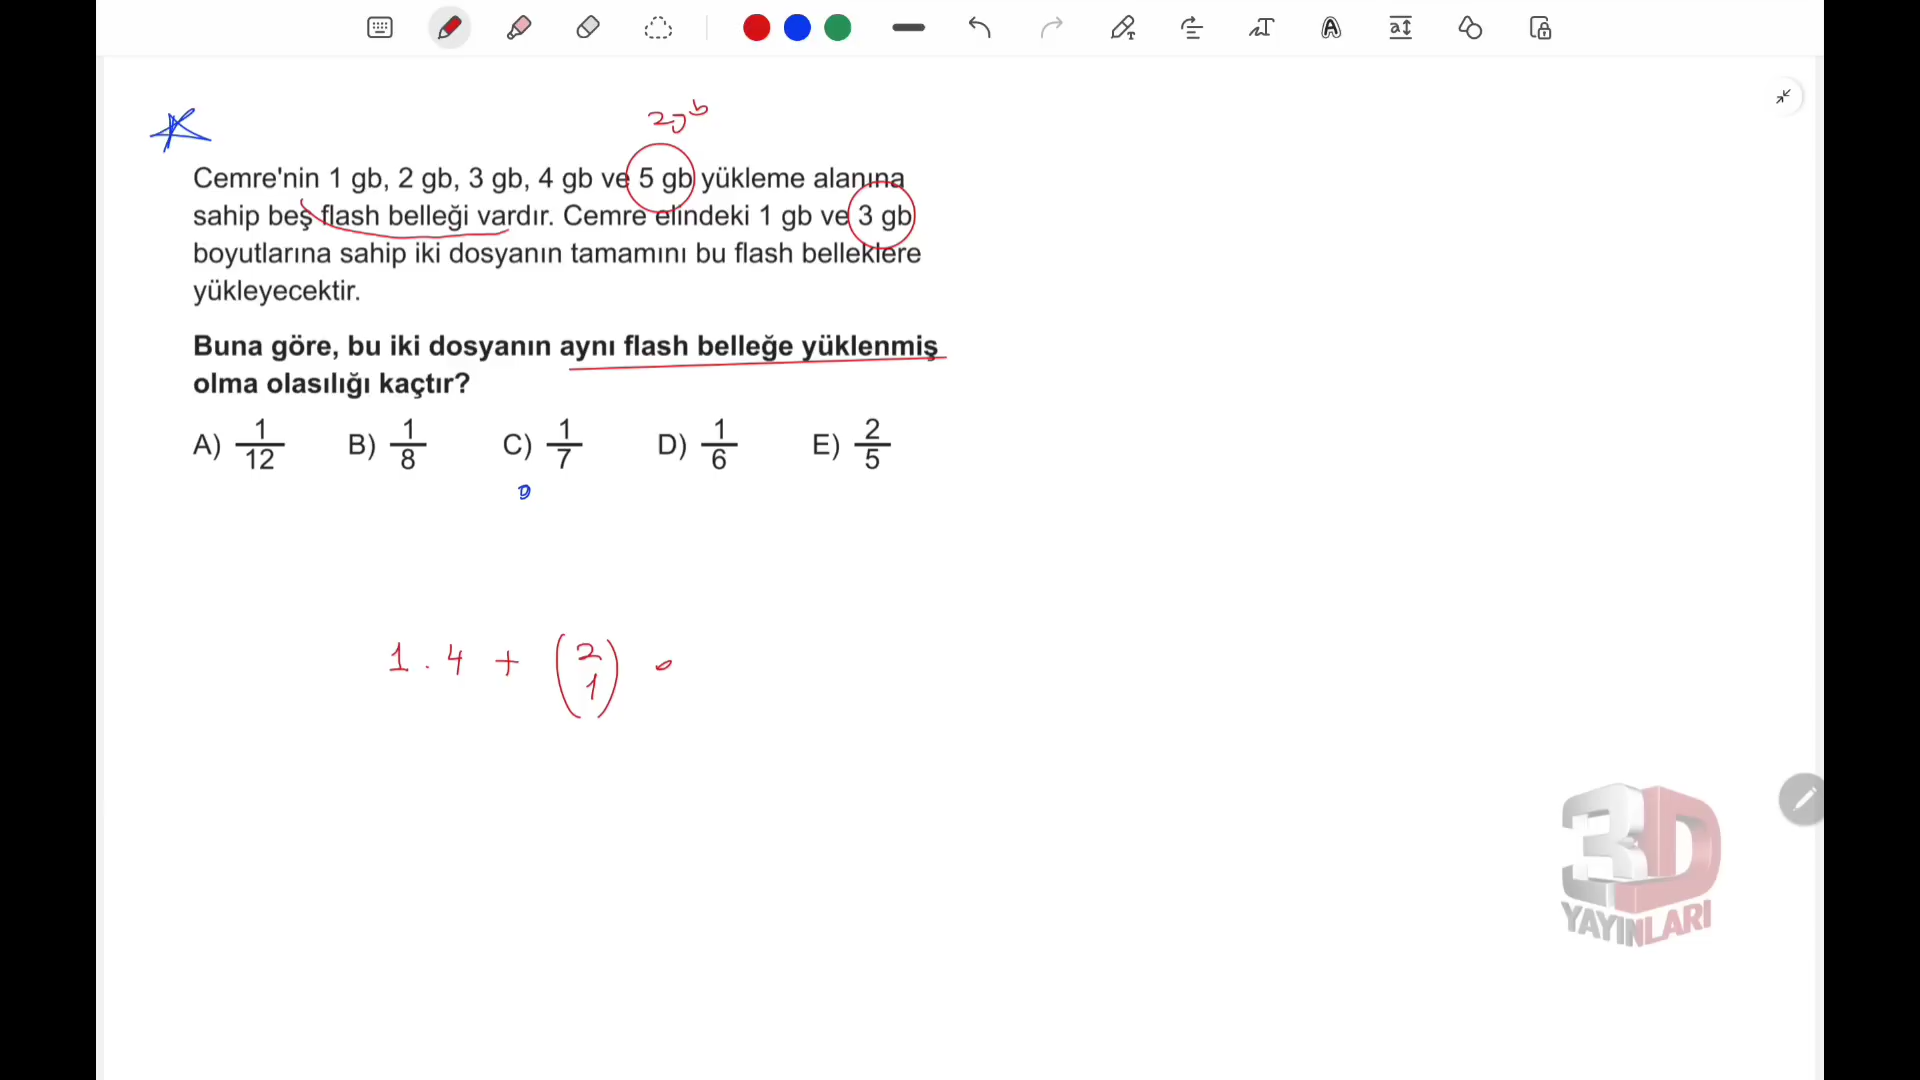 2gb
Cemre'nin 1 gb, 2 gb, 3 gb, 4 gb ve 5 gb yükleme alanına
sahip beş flash belleği vardır. Cemre elindeki 1 gb ve 3 gb
boyutlarına sahip iki dosyanın tamamını bu flash belleklere
yükleyecektir.
Buna göre, bu iki dosyanın aynı flash belleğe yüklenmiş
olma olasılığı kaçtır?
A) 1/12 B) 1/8 C) 1/7 D) 1/6 E) 2/5
1 . 4 + (2 1) .
3D
YAYINLARI